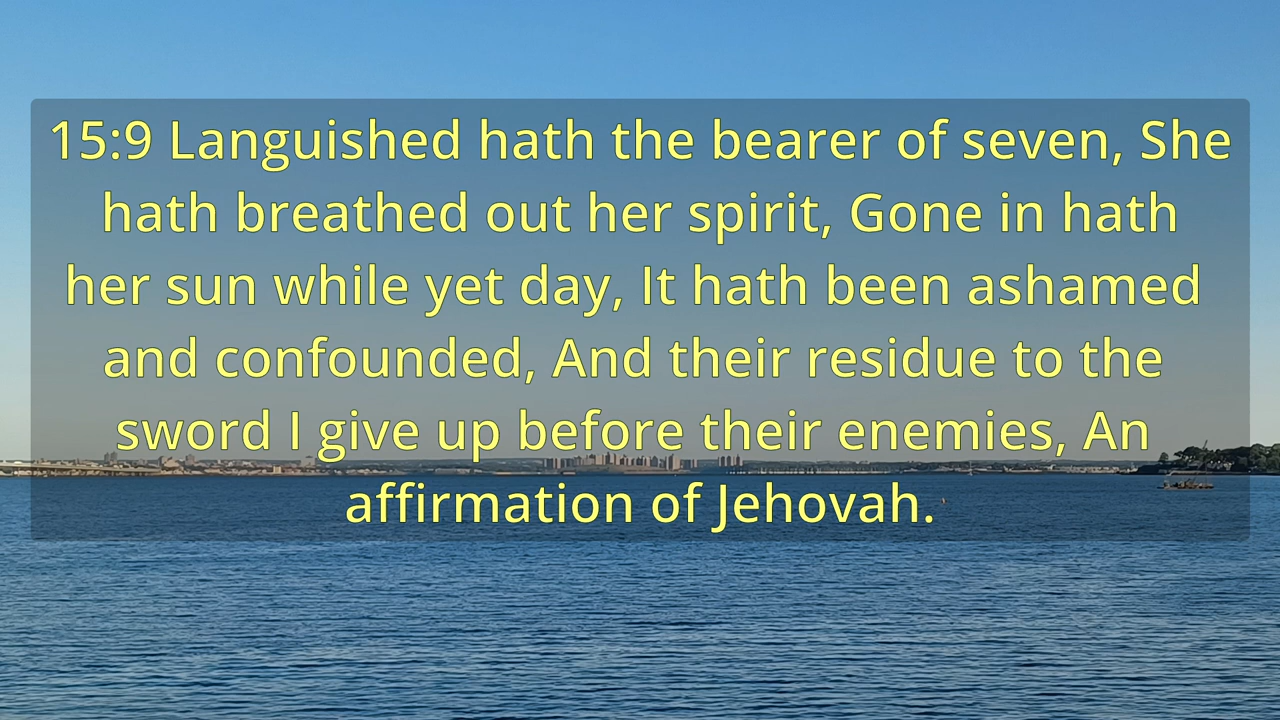 15:9 Languished hath the bearer of seven, She
hath breathed out her spirit, Gone in hath
her sun while yet day, It hath been ashamed
and confounded, And their residue to the
sword I give up before their enemies, An
affirmation of Jehovah.